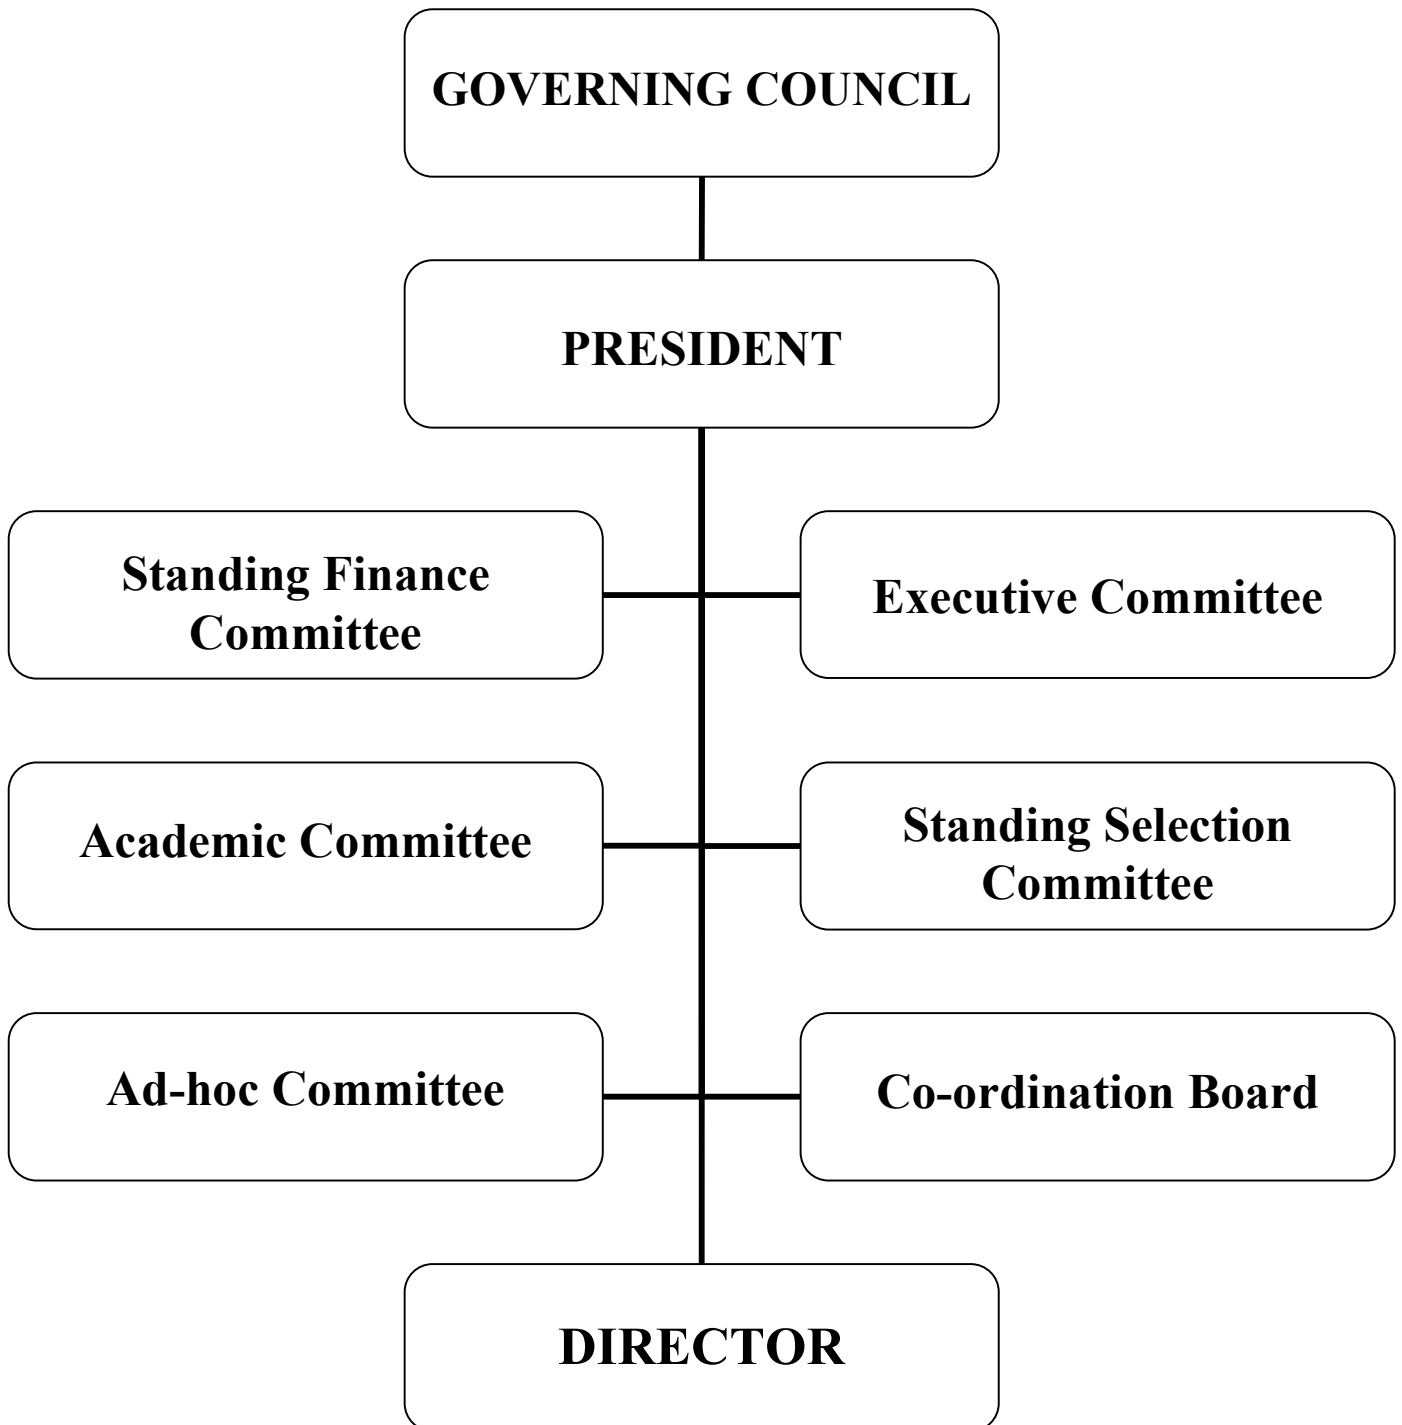 GOVERNING COUNCIL
PRESIDENT
Standing Finance
Committee
Executive Committee
Academic Committee
Standing Selection
Committee
Ad-hoc Committee
Co-ordination Board
DIRECTOR